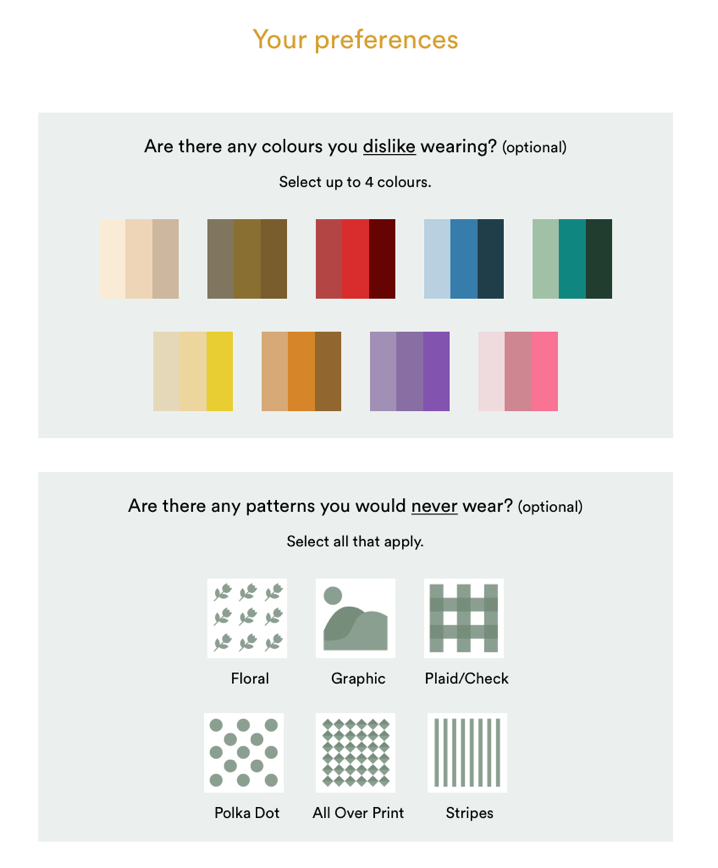 Your preferences
Are there any colours you dislike wearing? (optional)
Select up to 4 colours.
Are there any patterns you would never wear? (optional)
Select all that apply.
Floral
Graphic
Plaid/Check
Polka Dot
All Over Print
Stripes